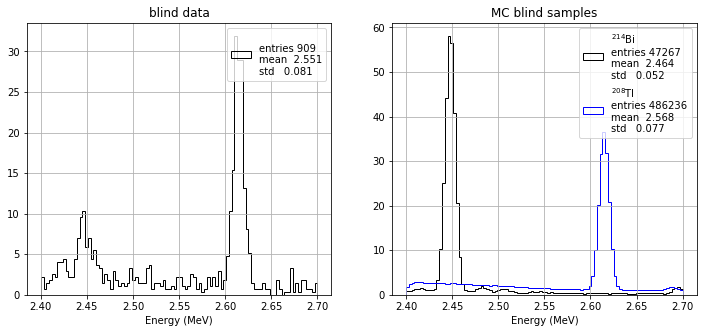 blind data
entries 909
mean 2.551
std 0.081
30
25
20
15
10
5
0
2.40 2.45 2.50 2.55 2.60 2.65 2.70
Energy (MeV)
MC blind samples
²¹⁴Bi
entries 47267
mean 2.464
std 0.052
²⁰⁸Tl
entries 486236
mean 2.568
std 0.077
60
50
40
30
20
10
0
2.40 2.45 2.50 2.55 2.60 2.65 2.70
Energy (MeV)